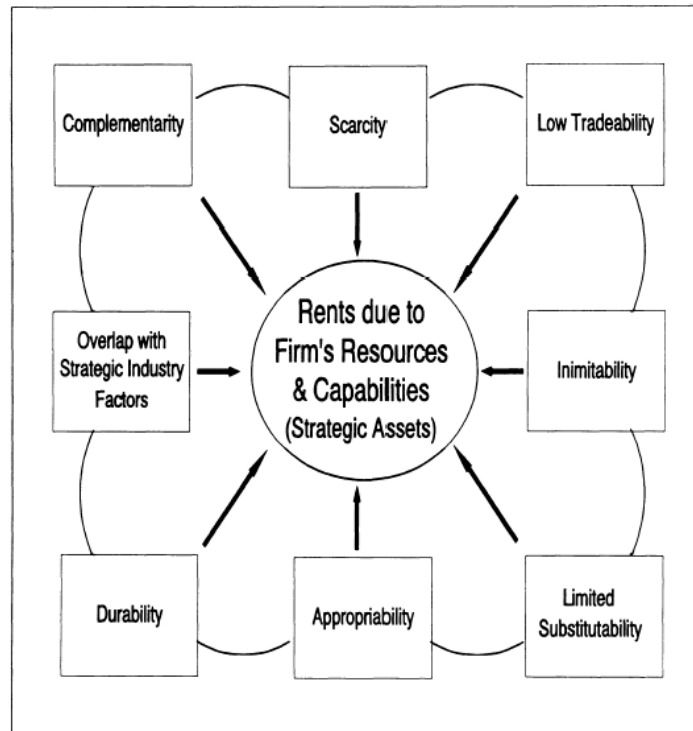 Complementarity
Scarcity
Low Tradeability
Overlap with
Strategic Industry
Factors
Rents due to
Firm's Resources
& Capabilities
(Strategic Assets)
Inimitability
Durability
Appropriability
Limited
Substitutability